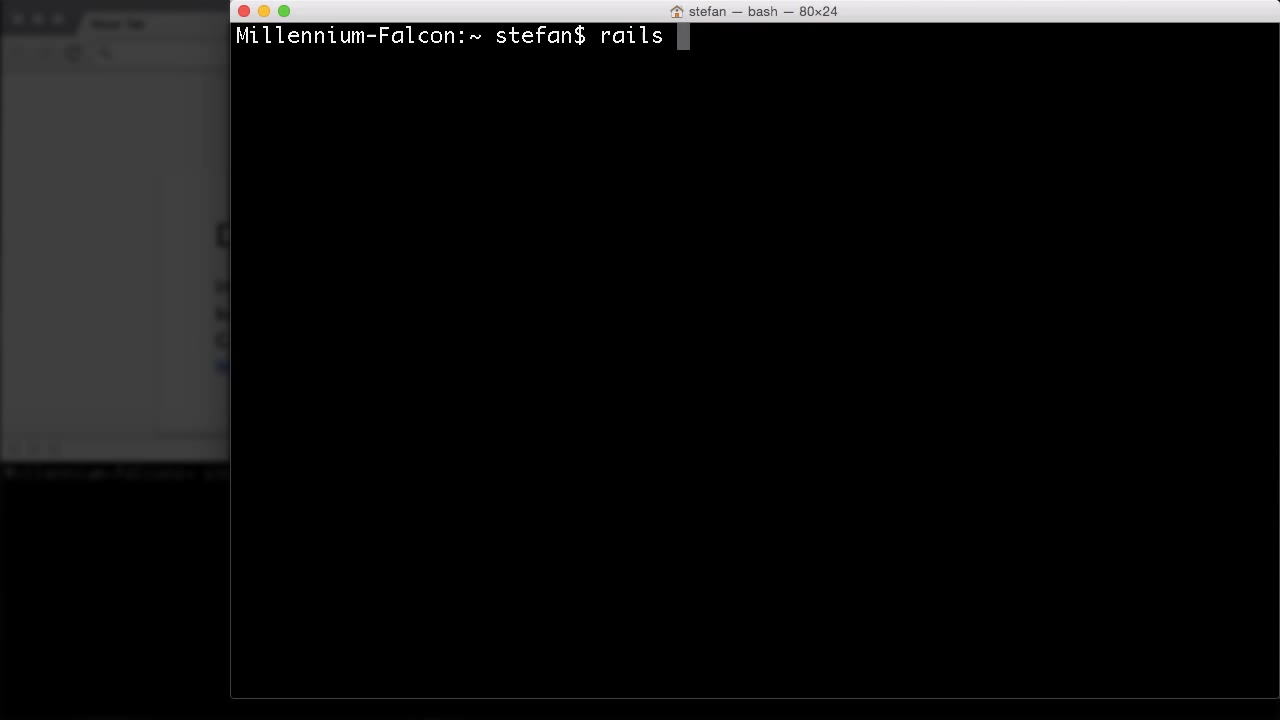 stefan — bash — 80×24
Millennium-Falcon:~ stefan$ rails